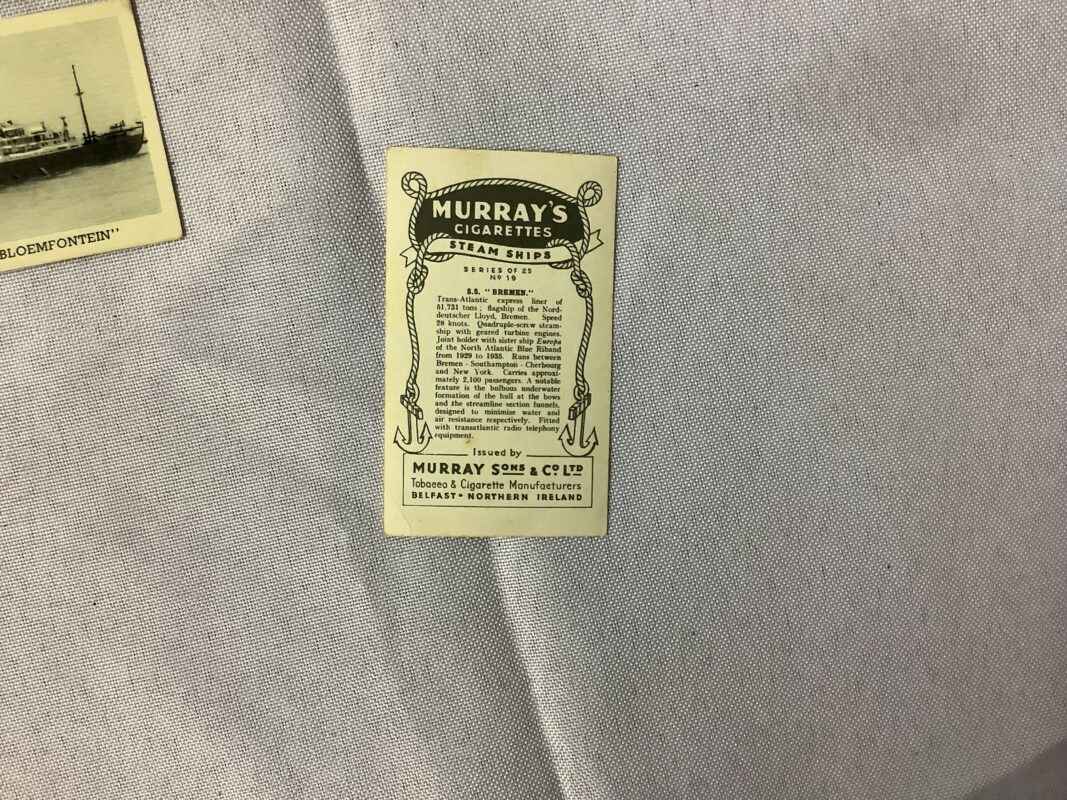 BLOEMFONTEIN"
MURRAY'S
CIGARETTES
STEAM SHIPS
SERIES OF 25
Nº 19
S.S. "BREMEN."
Trans-Atlantic express liner of
51,731 tons; flagship of the Nord-
deutscher Lloyd, Bremen. Speed
28 knots. Quadruple-screw steam-
ship with geared turbine engines.
Joint holder with sister ship Europa
of the North Atlantic Blue Riband
from 1929 to 1935. Runs between
Bremen - Southampton - Cherbourg
and New York. Carries approxi-
mately 2,100 passengers. A notable
feature is the bulbous underwater
formation of the hull at the bows
and the streamline section funnels,
designed to minimise water and
air resistance respectively. Fitted
with transatlantic radio telephony
equipment.
Issued by
MURRAY SONS & Cº LTD
Tobacco & Cigarette Manufacturers
BELFAST • NORTHERN IRELAND